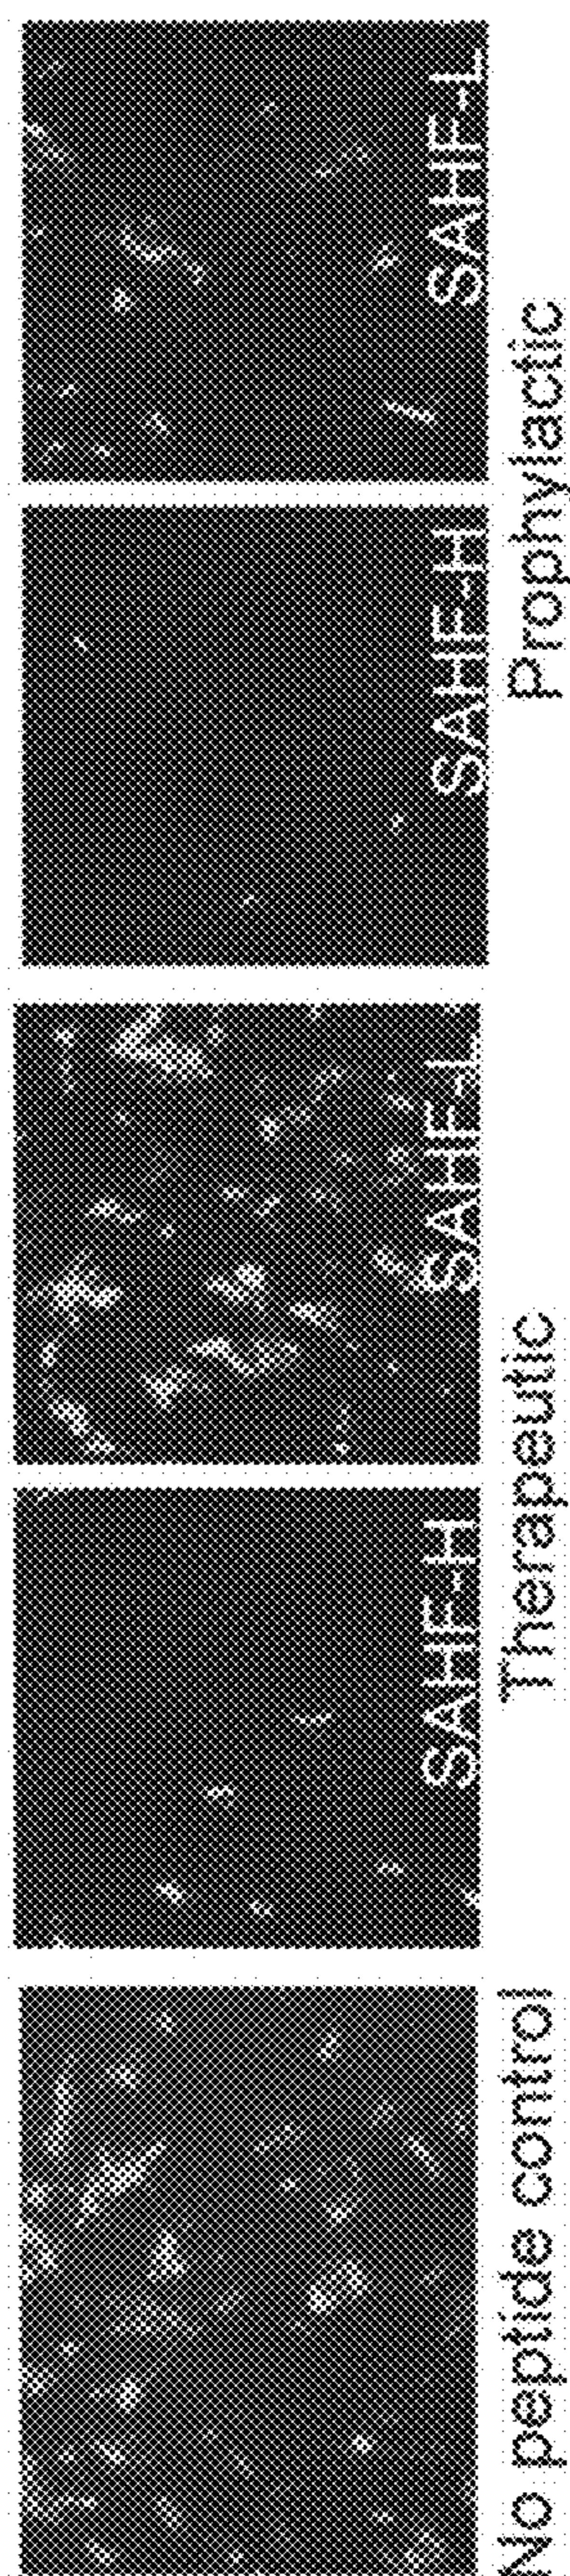 SAHF-H
SAHF-L
SAHF-H
SAHF-L
No peptide control
Therapeutic
Prophylactic